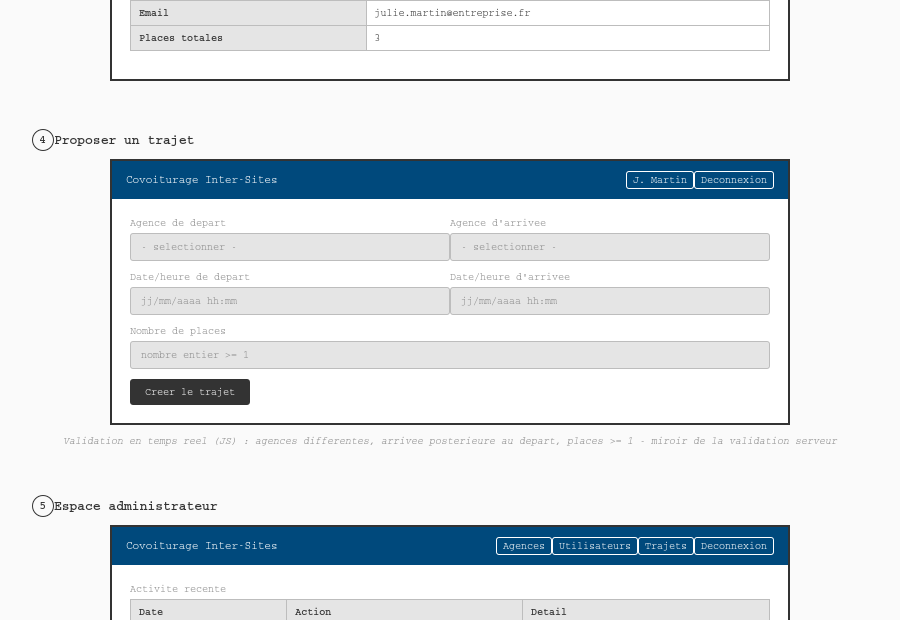 Email julie.martin@entreprise.fr
Places totales 3
4 Proposer un trajet
Covoiturage Inter-Sites J. Martin Deconnexion
Agence de depart Agence d'arrivee
- selectionner - - selectionner -
Date/heure de depart Date/heure d'arrivee
jj/mm/aaaa hh:mm jj/mm/aaaa hh:mm
Nombre de places
nombre entier >= 1
Creer le trajet
Validation en temps reel (JS) : agences differentes, arrivee posterieure au depart, places >= 1 - miroir de la validation serveur
5 Espace administrateur
Covoiturage Inter-Sites Agences Utilisateurs Trajets Deconnexion
Activite recente
Date Action Detail